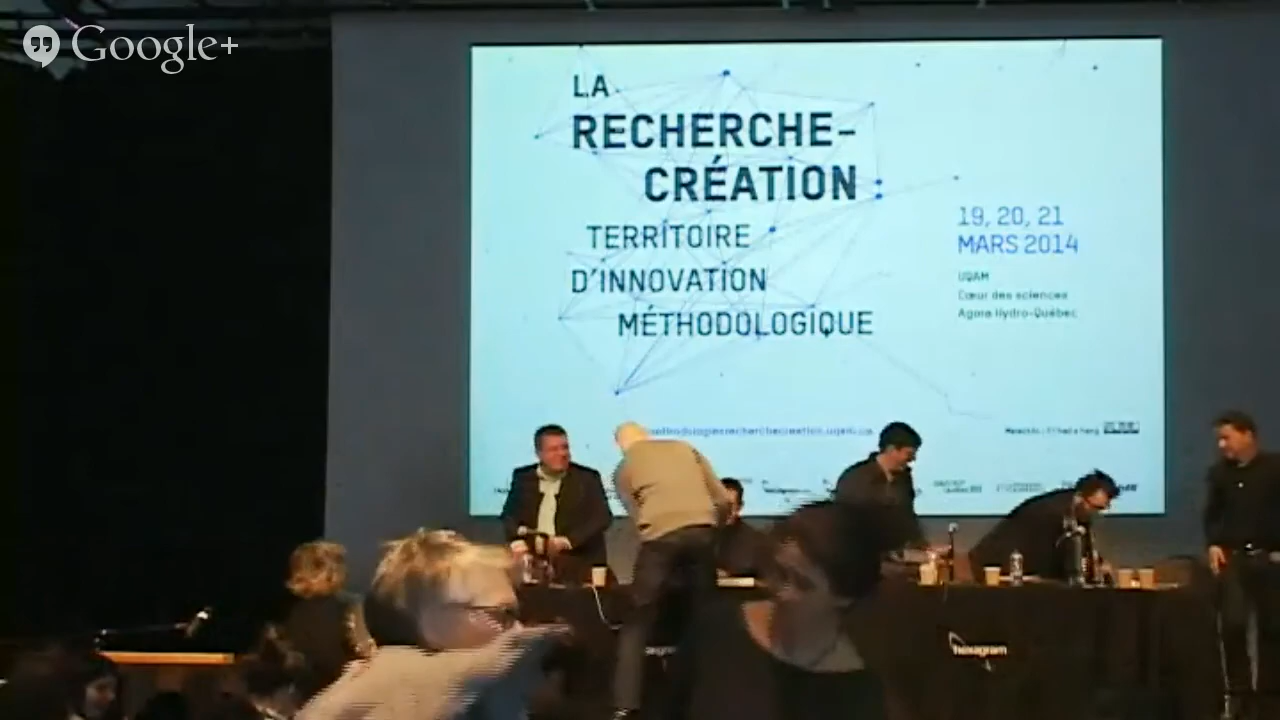 Google+
LA
RECHERCHE-
CRÉATION :
TERRITOIRE
D'INNOVATION
MÉTHODOLOGIQUE
19, 20, 21
MARS 2014
UQAM
Cœur des sciences
Agora Hydro-Québec
hexagram